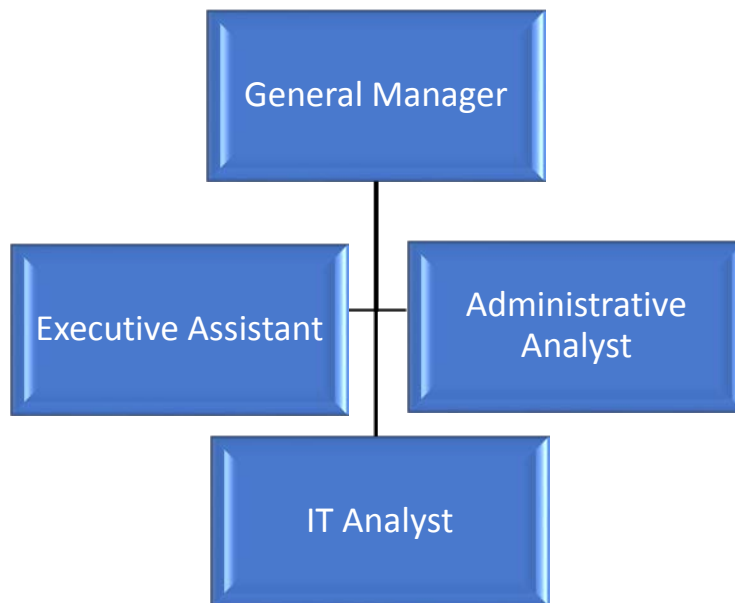 General Manager
Executive Assistant
Administrative
Analyst
IT Analyst